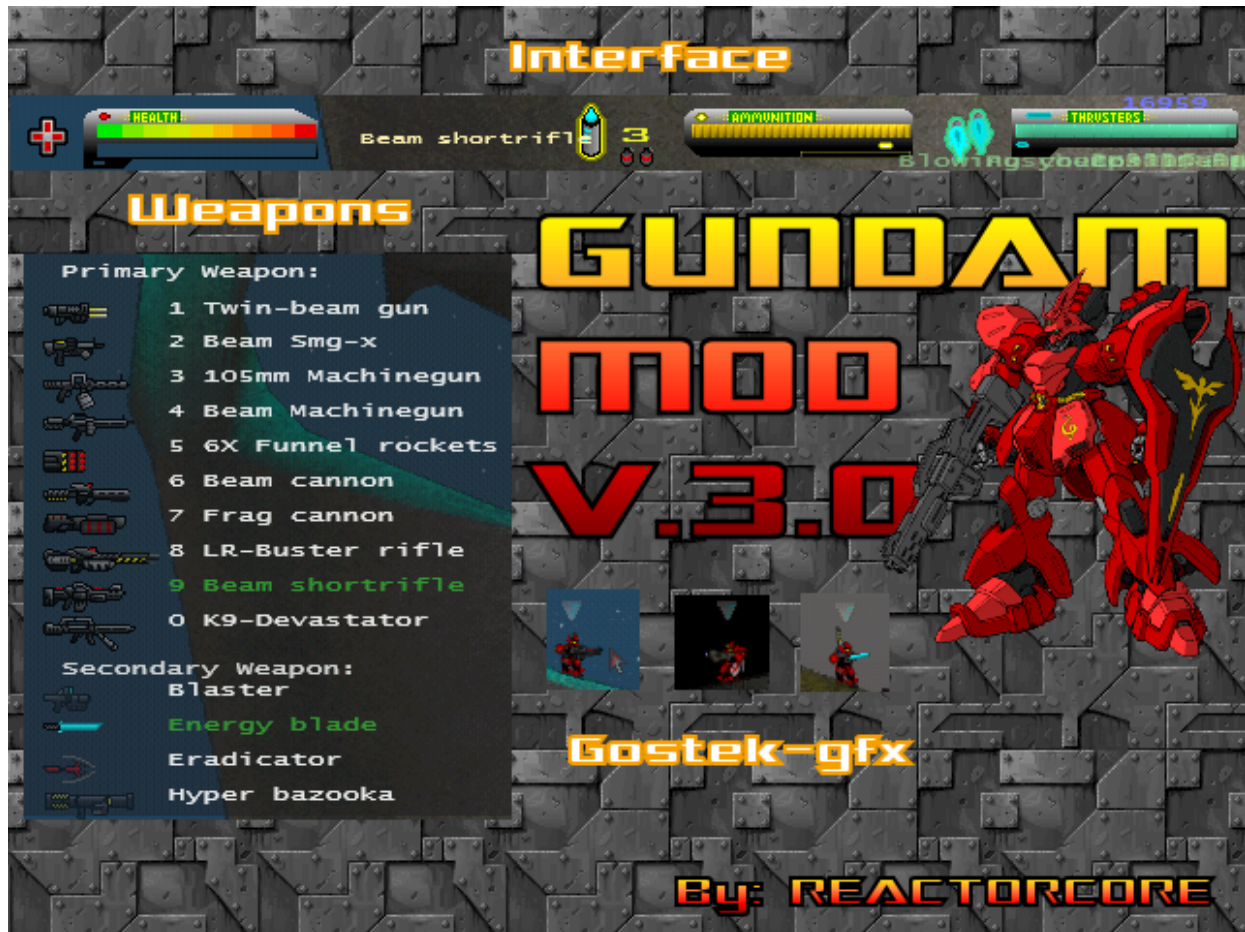 Interface
16959
HEALTH
AMMUNITION
THRUSTERS
Beam shortrifle
3
Weapons
GUNDAM
MOD
V.3.0
Primary Weapon:
1 Twin-beam gun
2 Beam Smg-x
3 105mm Machinegun
4 Beam Machinegun
5 6X Funnel rockets
6 Beam cannon
7 Frag cannon
8 LR-Buster rifle
9 Beam shortrifle
0 K9-Devastator
Secondary Weapon:
Blaster
Energy blade
Eradicator
Hyper bazooka
Gostek-gfx
By: REACTORCORE